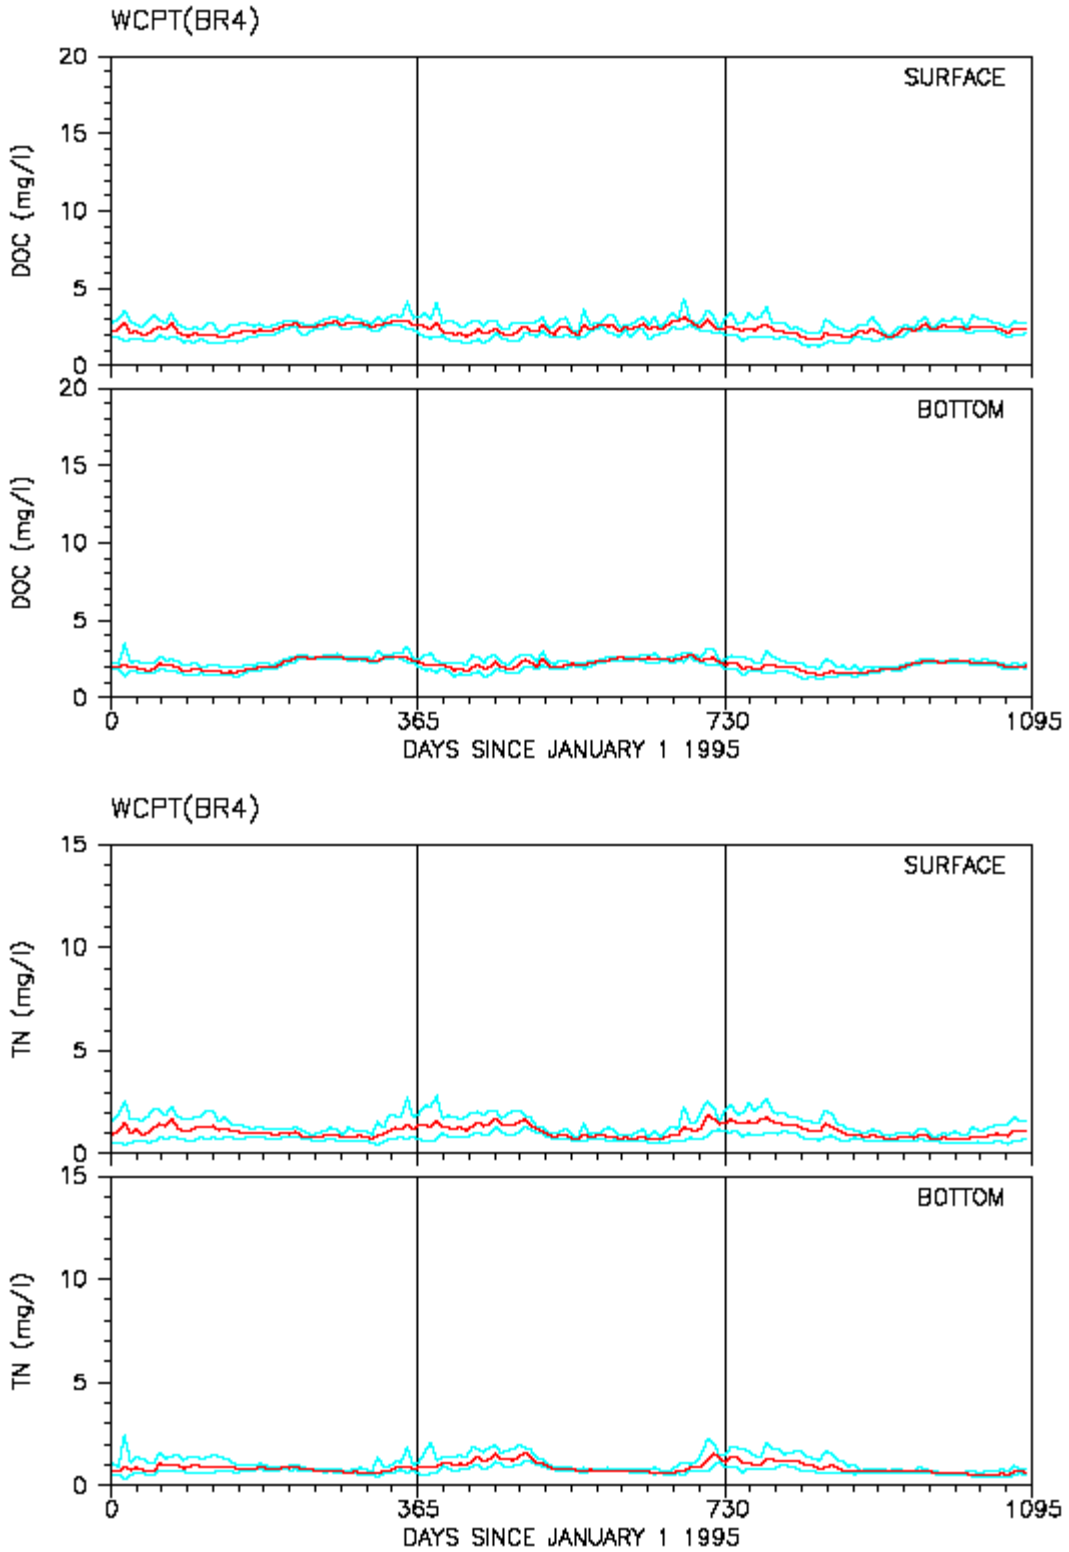 WCPT(BR4)
20
SURFACE
15
DOC (mg/l)
10
5
0
20
BOTTOM
15
DOC (mg/l)
10
5
0
0 365 730 1095
DAYS SINCE JANUARY 1 1995
WCPT(BR4)
15
SURFACE
10
TN (mg/l)
5
0
15
BOTTOM
10
TN (mg/l)
5
0
0 365 730 1095
DAYS SINCE JANUARY 1 1995